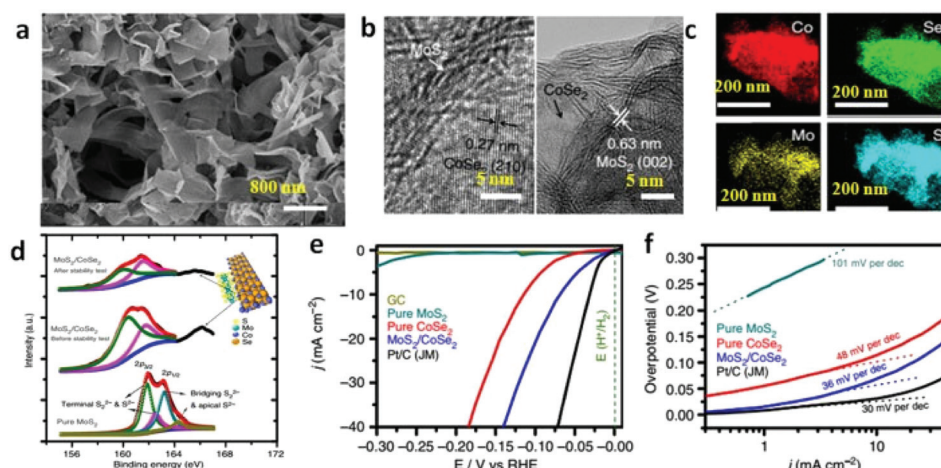 a
800 nm
b
MoS₂
0.27 nm
CoSe₂ (210)
5 nm
CoSe₂
0.63 nm
MoS₂ (002)
5 nm
c
Co
200 nm
Se
200 nm
Mo
200 nm
S
200 nm
d
MoS₂/CoSe₂
After stability test
S
Mo
Co
Se
MoS₂/CoSe₂
Before stability test
2p₃/₂
2p₁/₂
Terminal S₂²⁻ & S²⁻
Bridging S₂²⁻
& apical S²⁻
Pure MoS₂
Intensity (a.u.)
156
160
164
168
172
Binding energy (eV)
e
0
−10
−20
−30
−40
j (mA cm⁻²)
GC
Pure MoS₂
Pure CoSe₂
MoS₂/CoSe₂
Pt/C (JM)
E (H⁺/H₂)
−0.30
−0.25
−0.20
−0.15
−0.10
−0.05
−0.00
E / V vs RHE
f
0.30
0.25
0.20
0.15
0.10
0.05
0.00
Overpotential (V)
101 mV per dec
Pure MoS₂
Pure CoSe₂
MoS₂/CoSe₂
Pt/C (JM)
48 mV per dec
36 mV per dec
30 mV per dec
1
10
j (mA cm⁻²)